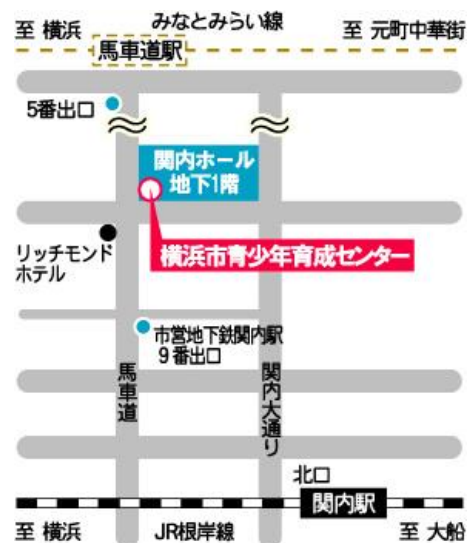 至 横浜
みなとみらい線
至 元町中華街
馬車道駅
5番出口
関内ホール
地下1階
リッチモンド
ホテル
横浜市青少年育成センター
市営地下鉄関内駅
9番出口
馬車道
関内大通り
北口
関内駅
至 横浜
JR根岸線
至 大船